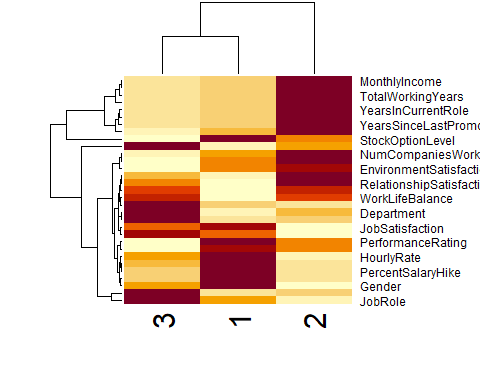 MonthlyIncome
TotalWorkingYears
YearsInCurrentRole
YearsSinceLastPromo
StockOptionLevel
NumCompaniesWork
EnvironmentSatisfacti
RelationshipSatisfacti
WorkLifeBalance
Department
JobSatisfaction
PerformanceRating
HourlyRate
PercentSalaryHike
Gender
JobRole
3 1 2